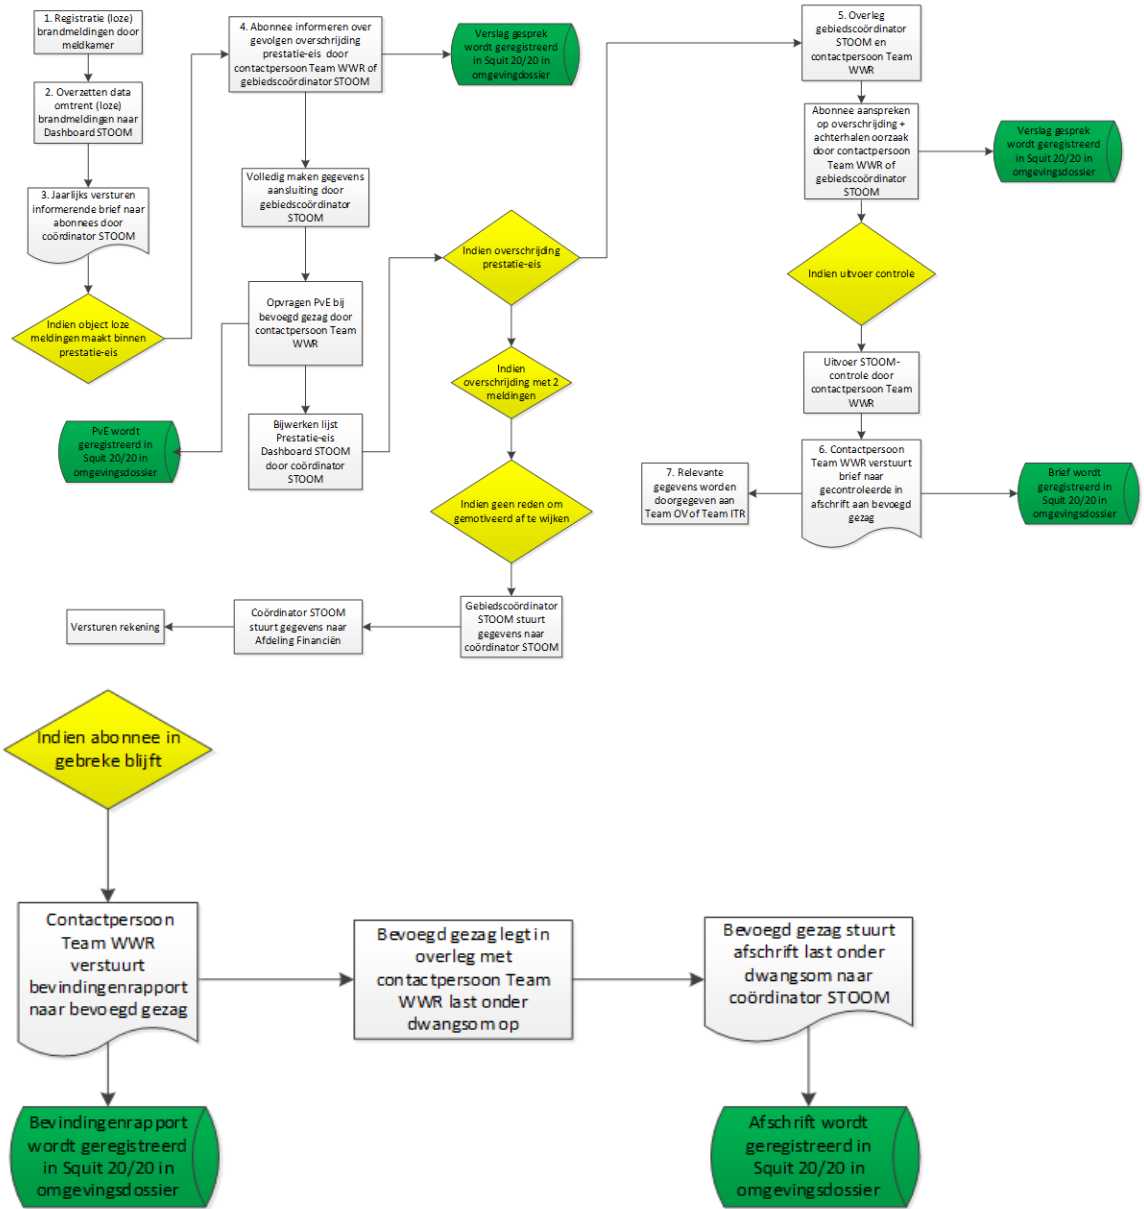 1. Registratie (loze)
brandmeldingen door
meldkamer
2. Overzetten data
omtrent (loze)
brandmeldingen naar
Dashboard STOOM
3. Jaarlijks versturen
informerende brief naar
abonnees door
coördinator STOOM
Indien object loze
meldingen maakt binnen
prestatie-eis
4. Abonnee informeren over
gevolgen overschrijding
prestatie-eis door
contactpersoon Team WWR of
gebiedscoördinator STOOM
Verslag gesprek
wordt geregistreerd
in Squit 20/20 in
omgevingdossier
Volledig maken gegevens
aansluiting door
gebiedscoördinator
STOOM
Opvragen PvE bij
bevoegd gezag door
contactpersoon Team
WWR
PvE wordt
geregistreerd in
Squit 20/20 in
omgevingsdossier
Bijwerken lijst
Prestatie-eis
Dashboard STOOM
door coördinator
STOOM
Indien overschrijding
prestatie-eis
Indien
overschrijding met 2
meldingen
Indien geen reden om
gemotiveerd af te wijken
Gebiedscoördinator
STOOM stuurt
gegevens naar
coördinator STOOM
Coördinator STOOM
stuurt gegevens naar
Afdeling Financiën
Versturen rekening
5. Overleg
gebiedscoördinator
STOOM en
contactpersoon Team
WWR
Abonnee aanspreken
op overschrijding +
achterhalen oorzaak
door contactpersoon
Team WWR of
gebiedscoördinator
STOOM
Verslag gesprek
wordt geregistreerd
in Squit 20/20 in
omgevingsdossier
Indien uitvoer controle
Uitvoer STOOM-
controle door
contactpersoon Team
WWR
6. Contactpersoon
Team WWR verstuurt
brief naar
gecontroleerde in
afschrift aan bevoegd
gezag
7. Relevante
gegevens worden
doorgegeven aan
Team OV of Team ITR
Brief wordt
geregistreerd in
Squit 20/20 in
omgevingsdossier
Indien abonnee in
gebreke blijft
Contactpersoon
Team WWR
verstuurt
bevindingenrapport
naar bevoegd gezag
Bevoegd gezag legt in
overleg met
contactpersoon Team
WWR last onder
dwangsom op
Bevoegd gezag stuurt
afschrift last onder
dwangsom naar
coördinator STOOM
Bevindingenrapport
wordt geregistreerd
in Squit 20/20 in
omgevingsdossier
Afschrift wordt
geregistreerd in
Squit 20/20 in
omgevingsdossier